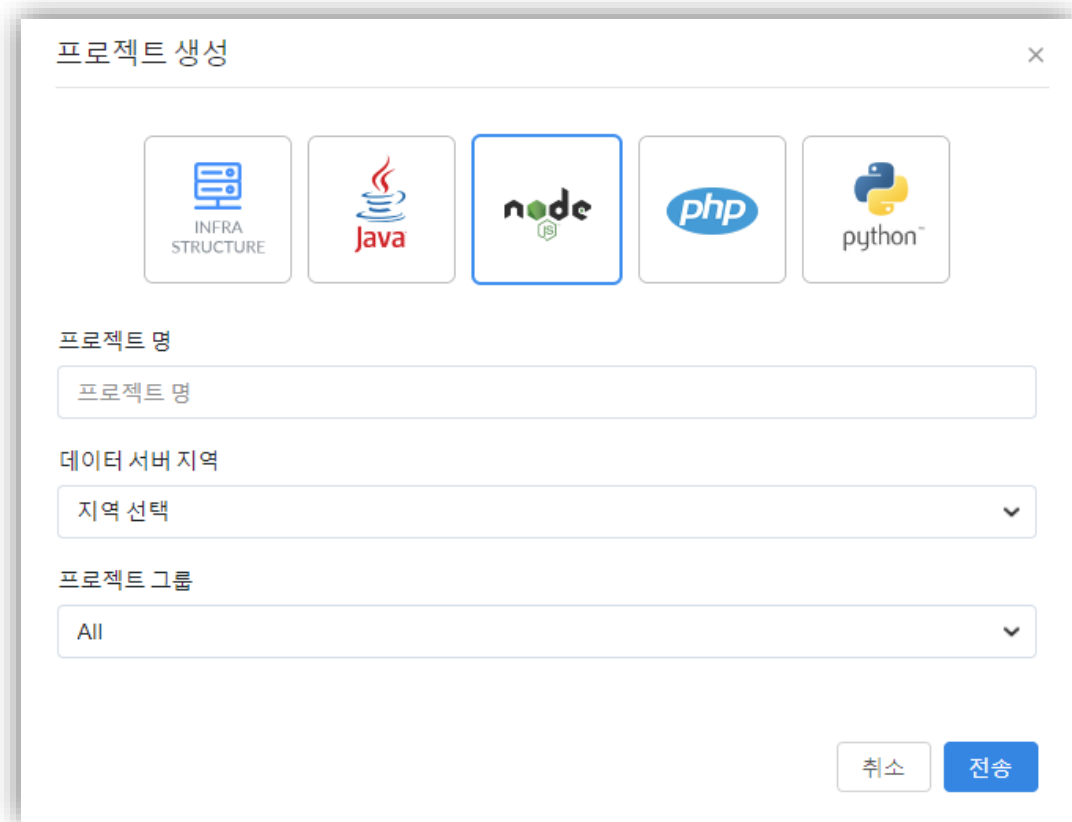 프로젝트 생성
INFRA
STRUCTURE
Java
node
JS
php
python™
프로젝트 명
프로젝트 명
데이터 서버 지역
지역 선택
프로젝트 그룹
All
취소 전송